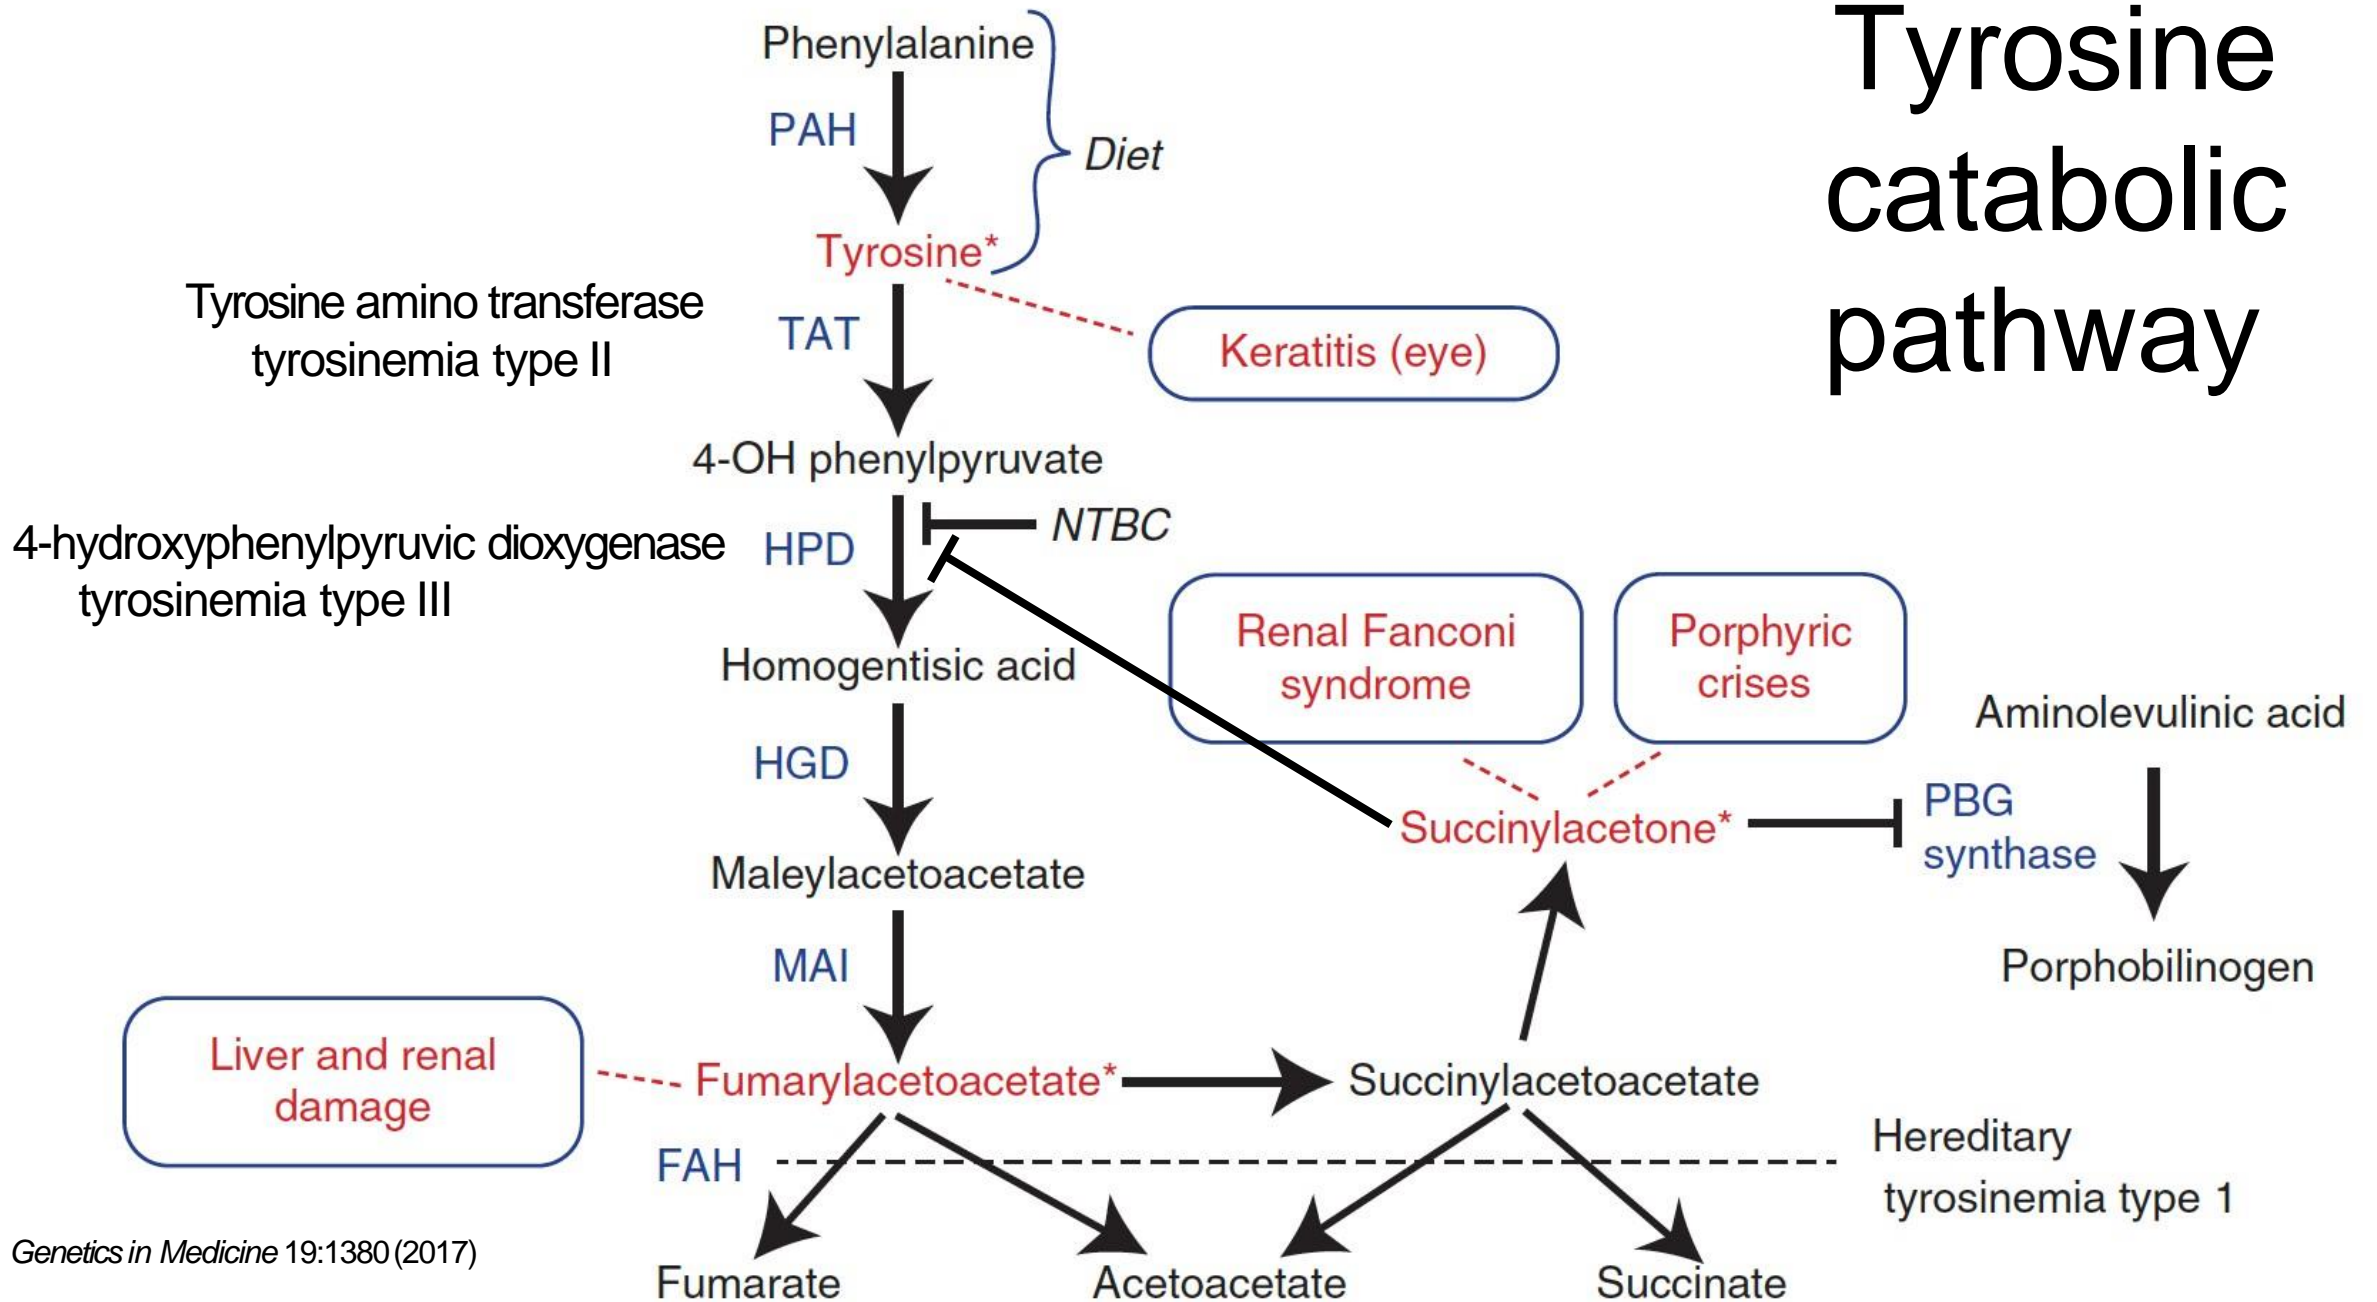 Tyrosine
catabolic
pathway
Phenylalanine
PAH
Diet
Tyrosine*
Tyrosine amino transferase
tyrosinemia type II
TAT
Keratitis (eye)
4-OH phenylpyruvate
NTBC
4-hydroxyphenylpyruvic dioxygenase
tyrosinemia type III
HPD
Homogentisic acid
Renal Fanconi
syndrome
Porphyric
crises
Aminolevulinic acid
HGD
Succinylacetone*
PBG
synthase
Maleylacetoacetate
MAI
Porphobilinogen
Liver and renal
damage
Fumarylacetoacetate*
Succinylacetoacetate
FAH
Hereditary
tyrosinemia type 1
Genetics in Medicine 19:1380 (2017)
Fumarate
Acetoacetate
Succinate